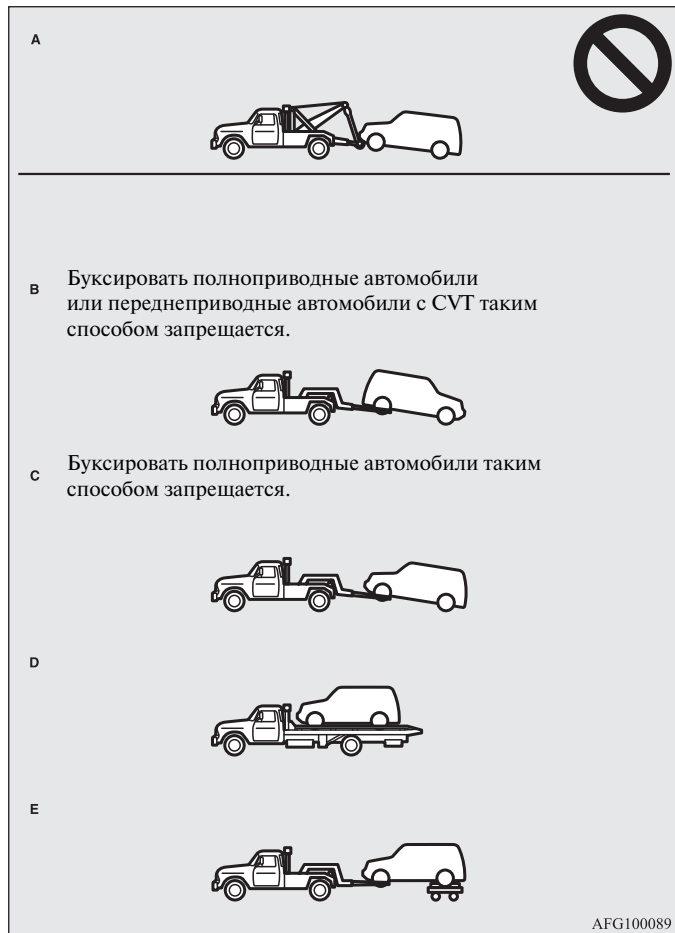 A
B
Буксировать полноприводные автомобили
или переднеприводные автомобили с CVT таким
способом запрещается.
C
Буксировать полноприводные автомобили таким
способом запрещается.
D
E
AFG100089